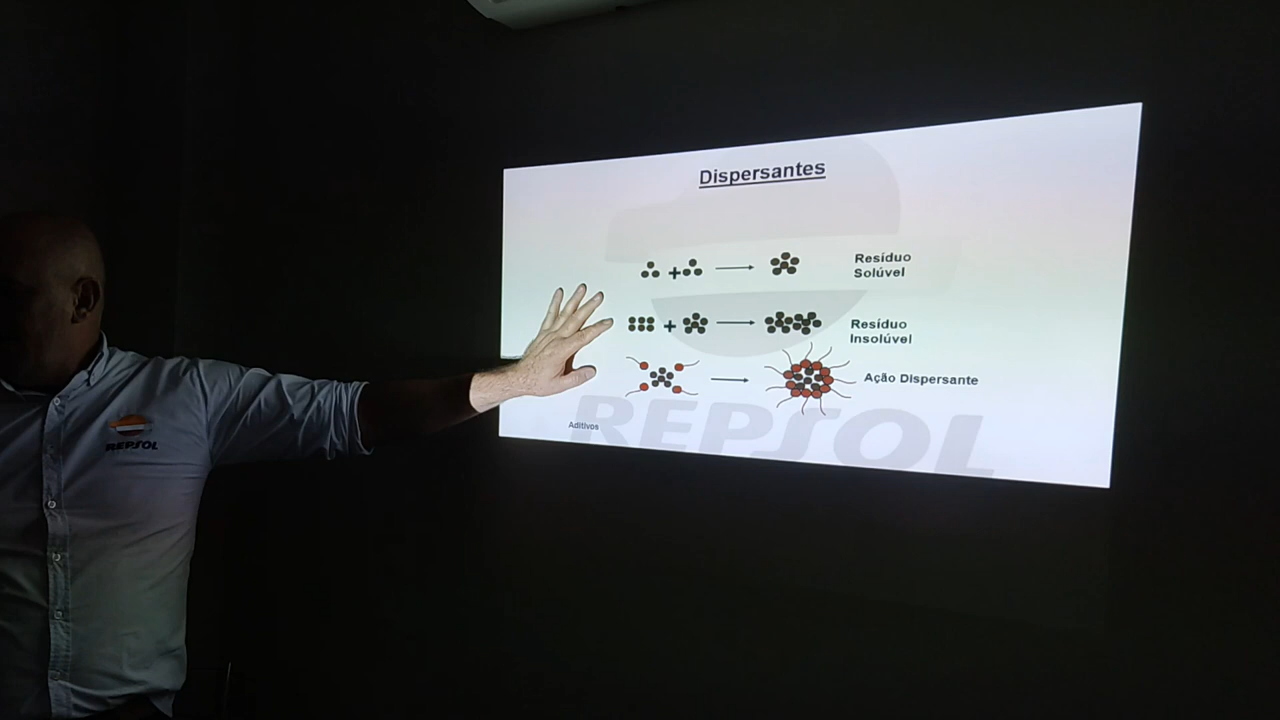 Dispersantes
Resíduo
Solúvel
Resíduo
Insolúvel
Ação Dispersante
Aditivos
REPSOL
REPSOL